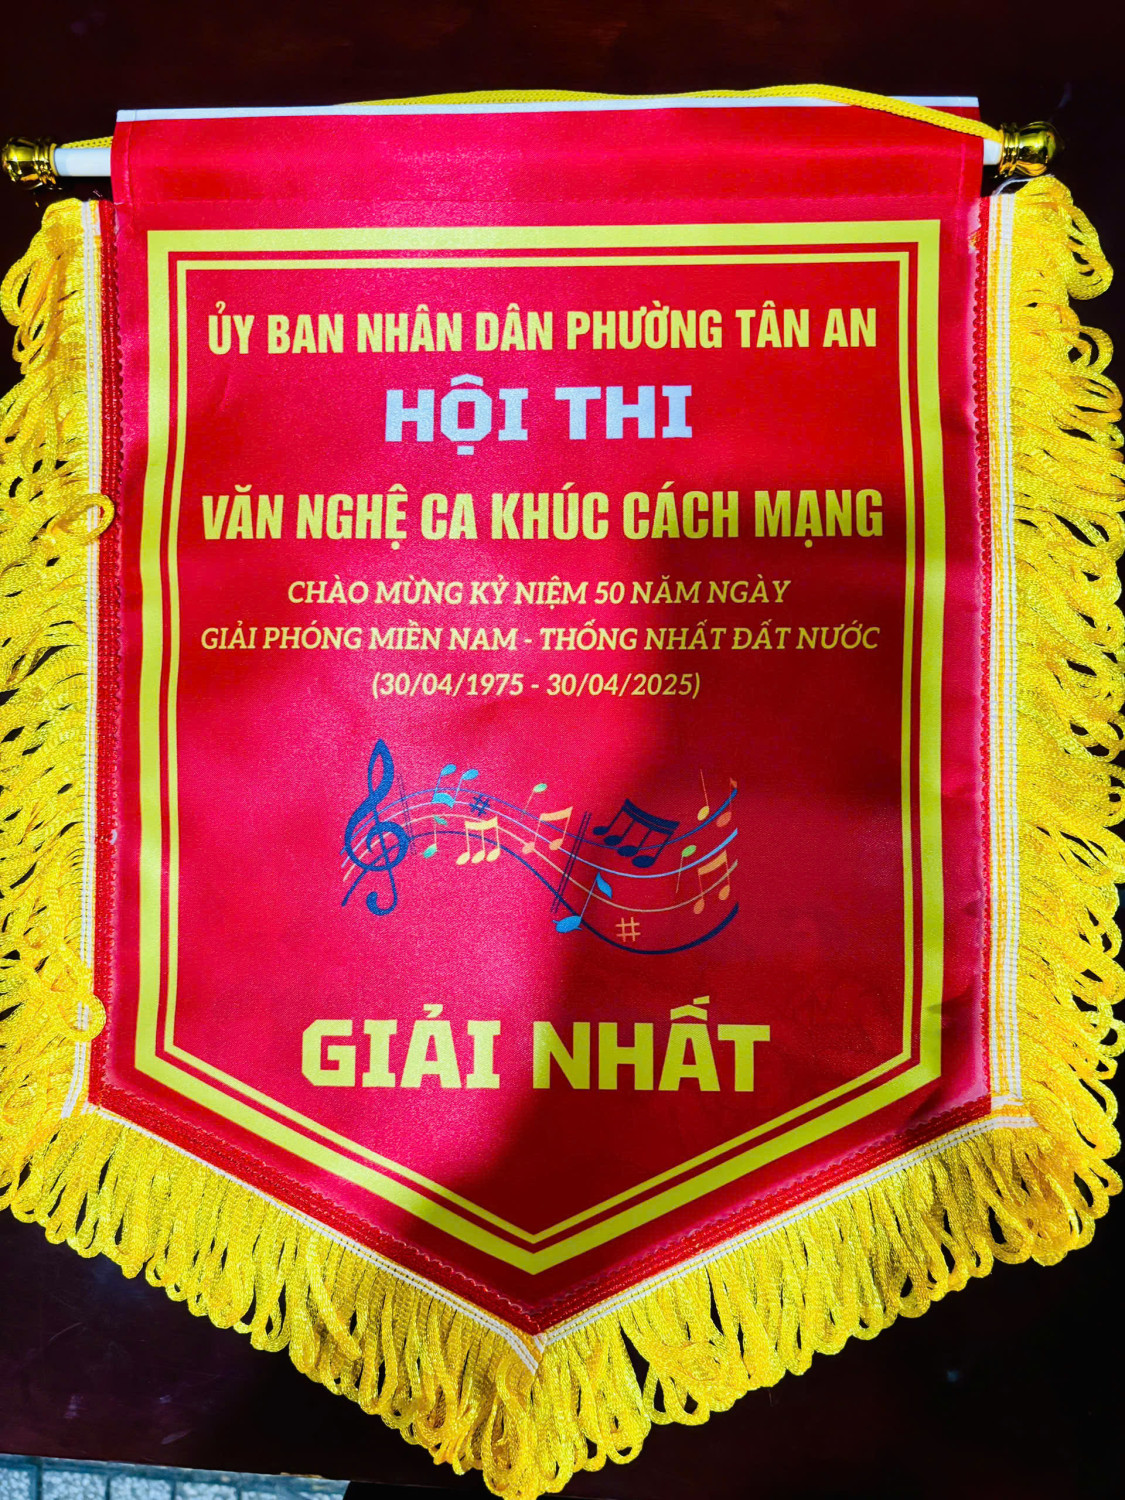 ỦY BAN NHÂN DÂN PHƯỜNG TÂN AN
HỘI THI
VĂN NGHỆ CA KHÚC CÁCH MẠNG
CHÀO MỪNG KỶ NIỆM 50 NĂM NGÀY
GIẢI PHÓNG MIỀN NAM - THỐNG NHẤT ĐẤT NƯỚC
(30/04/1975 - 30/04/2025)
GIẢI NHẤT